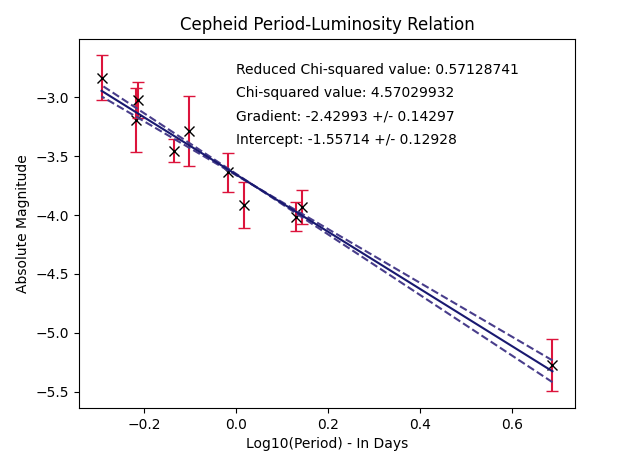 Cepheid Period-Luminosity Relation
Reduced Chi-squared value: 0.57128741
Chi-squared value: 4.57029932
Gradient: -2.42993 +/- 0.14297
Intercept: -1.55714 +/- 0.12928
Absolute Magnitude
−3.0
−3.5
−4.0
−4.5
−5.0
−5.5
−0.2 0.0 0.2 0.4 0.6
Log10(Period) - In Days